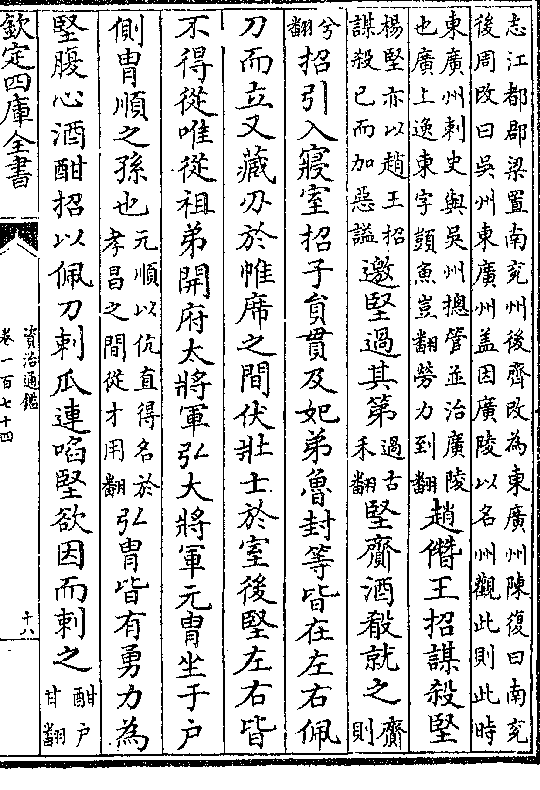 志江都郡梁置南兖州後齊改為東廣州陳復曰南兖
後周改曰吳州東廣州盖因廣陵以名州觀此則此時
東廣州刺史與吳州揔管並治廣陵
也廣上逸東字頴魚豈翻勞力到翻
趙僭王招謀殺堅
楊堅亦以趙王招
謀殺已而加惡謚
邀堅過其第
過古
禾翻
堅齎酒殽就之
齎
則
兮
翻
招引入寢室招子員貫及妃弟魯封等皆在左右佩
刀而立又藏刃於帷席之間伏壯士於室後堅左右皆
不得從唯從祖弟開府大將軍弘大將軍元胄坐于户
側胄順之孫也
元順以伉直得名於
孝昌之間從才用翻
弘胄皆有勇力為
堅腹心酒酣招以佩刀刺瓜連㗖堅欲因而刺之
酣户
甘翻
欽定四庫全書
資治通鑑
卷一百七十四
十八